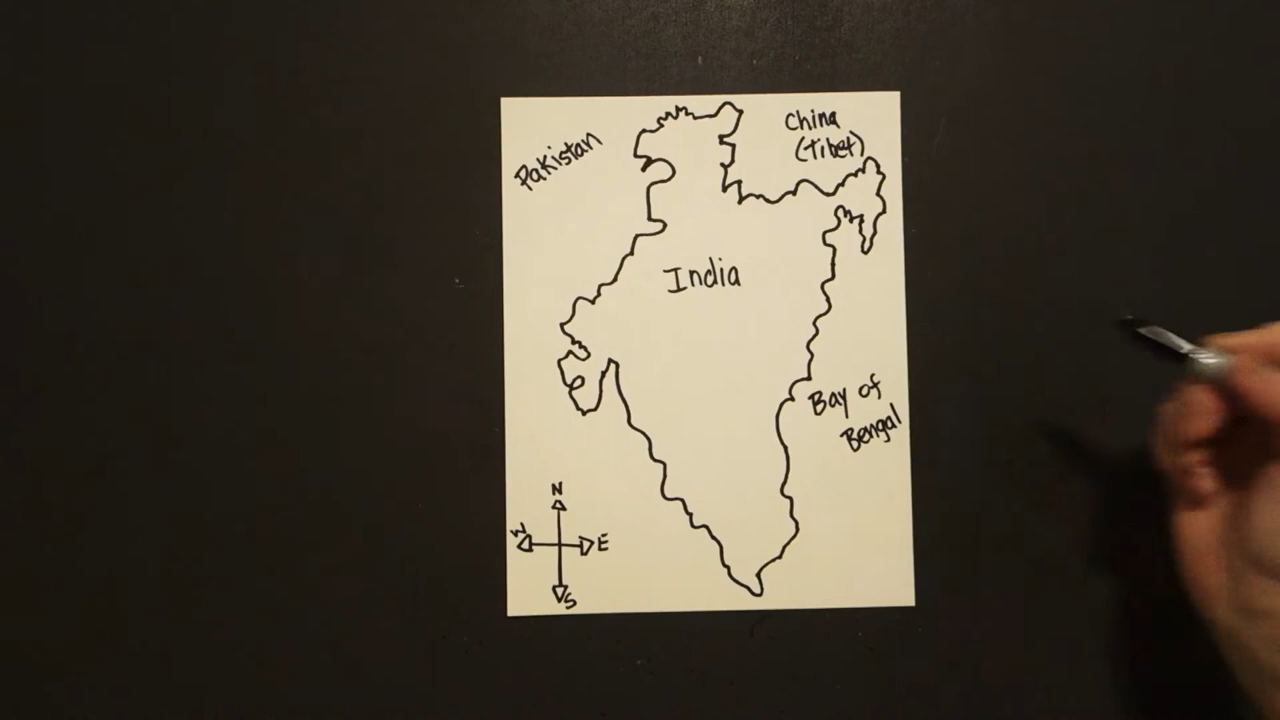 Pakistan
China
(Tibet)
India
Bay of
Bengal
N
W
E
S